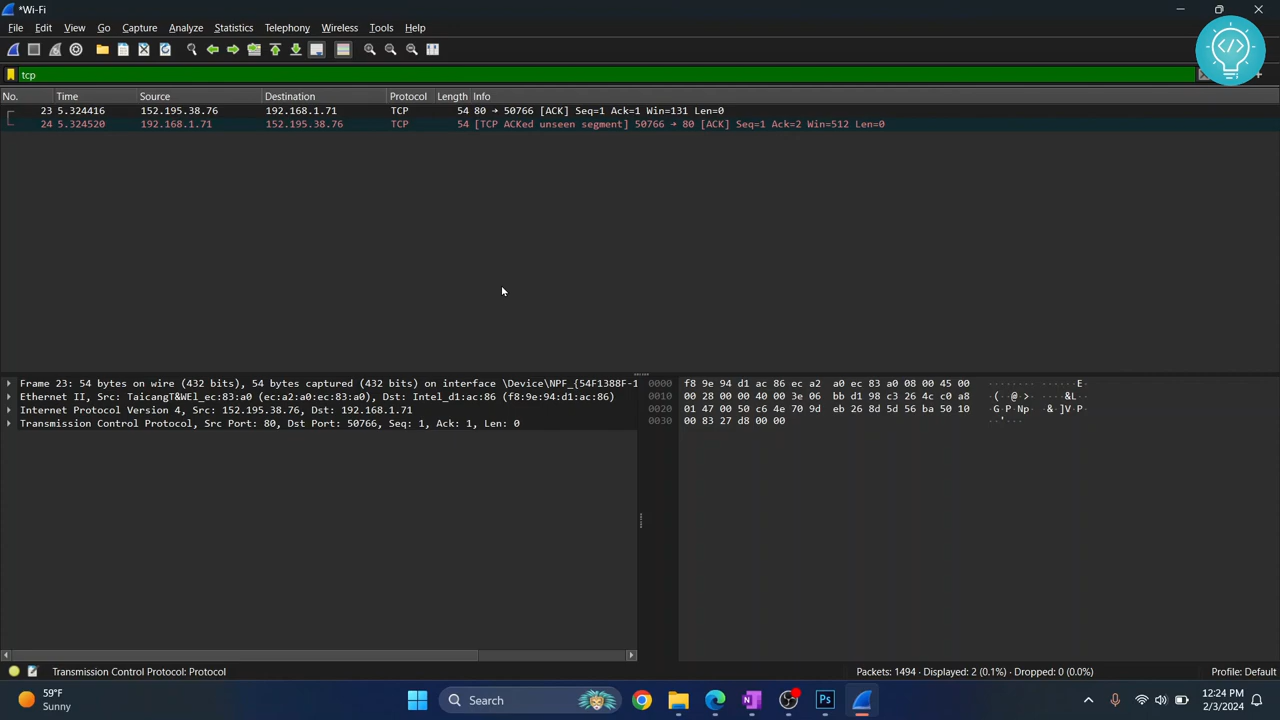 *Wi-Fi
File Edit View Go Capture Analyze Statistics Telephony Wireless Tools Help
tcp
No. Time Source Destination Protocol Length Info
23 5.324416 152.195.38.76 192.168.1.71 TCP 54 80 → 50766 [ACK] Seq=1 Ack=1 Win=131 Len=0
24 5.324520 192.168.1.71 152.195.38.76 TCP 54 [TCP ACKed unseen segment] 50766 → 80 [ACK] Seq=1 Ack=2 Win=512 Len=0
Frame 23: 54 bytes on wire (432 bits), 54 bytes captured (432 bits) on interface \Device\NPF_{54F1388F-1
Ethernet II, Src: TaicangT&WEl_ec:83:a0 (ec:a2:a0:ec:83:a0), Dst: Intel_d1:ac:86 (f8:9e:94:d1:ac:86)
Internet Protocol Version 4, Src: 152.195.38.76, Dst: 192.168.1.71
Transmission Control Protocol, Src Port: 80, Dst Port: 50766, Seq: 1, Ack: 1, Len: 0
0000 f8 9e 94 d1 ac 86 ec a2 a0 ec 83 a0 08 00 45 00 ········ ······E·
0010 00 28 00 00 40 00 3e 06 bb d1 98 c3 26 4c c0 a8 ·(··@·>· ····&L··
0020 01 47 00 50 c6 4e 70 9d eb 26 8d 5d 56 ba 50 10 ·G·P·Np· ·&·]V·P·
0030 00 83 27 d8 00 00 ··'···
Transmission Control Protocol: Protocol
Packets: 1494 · Displayed: 2 (0.1%) · Dropped: 0 (0.0%)
Profile: Default
59°F
Sunny
Search
Ps
12:24 PM
2/3/2024